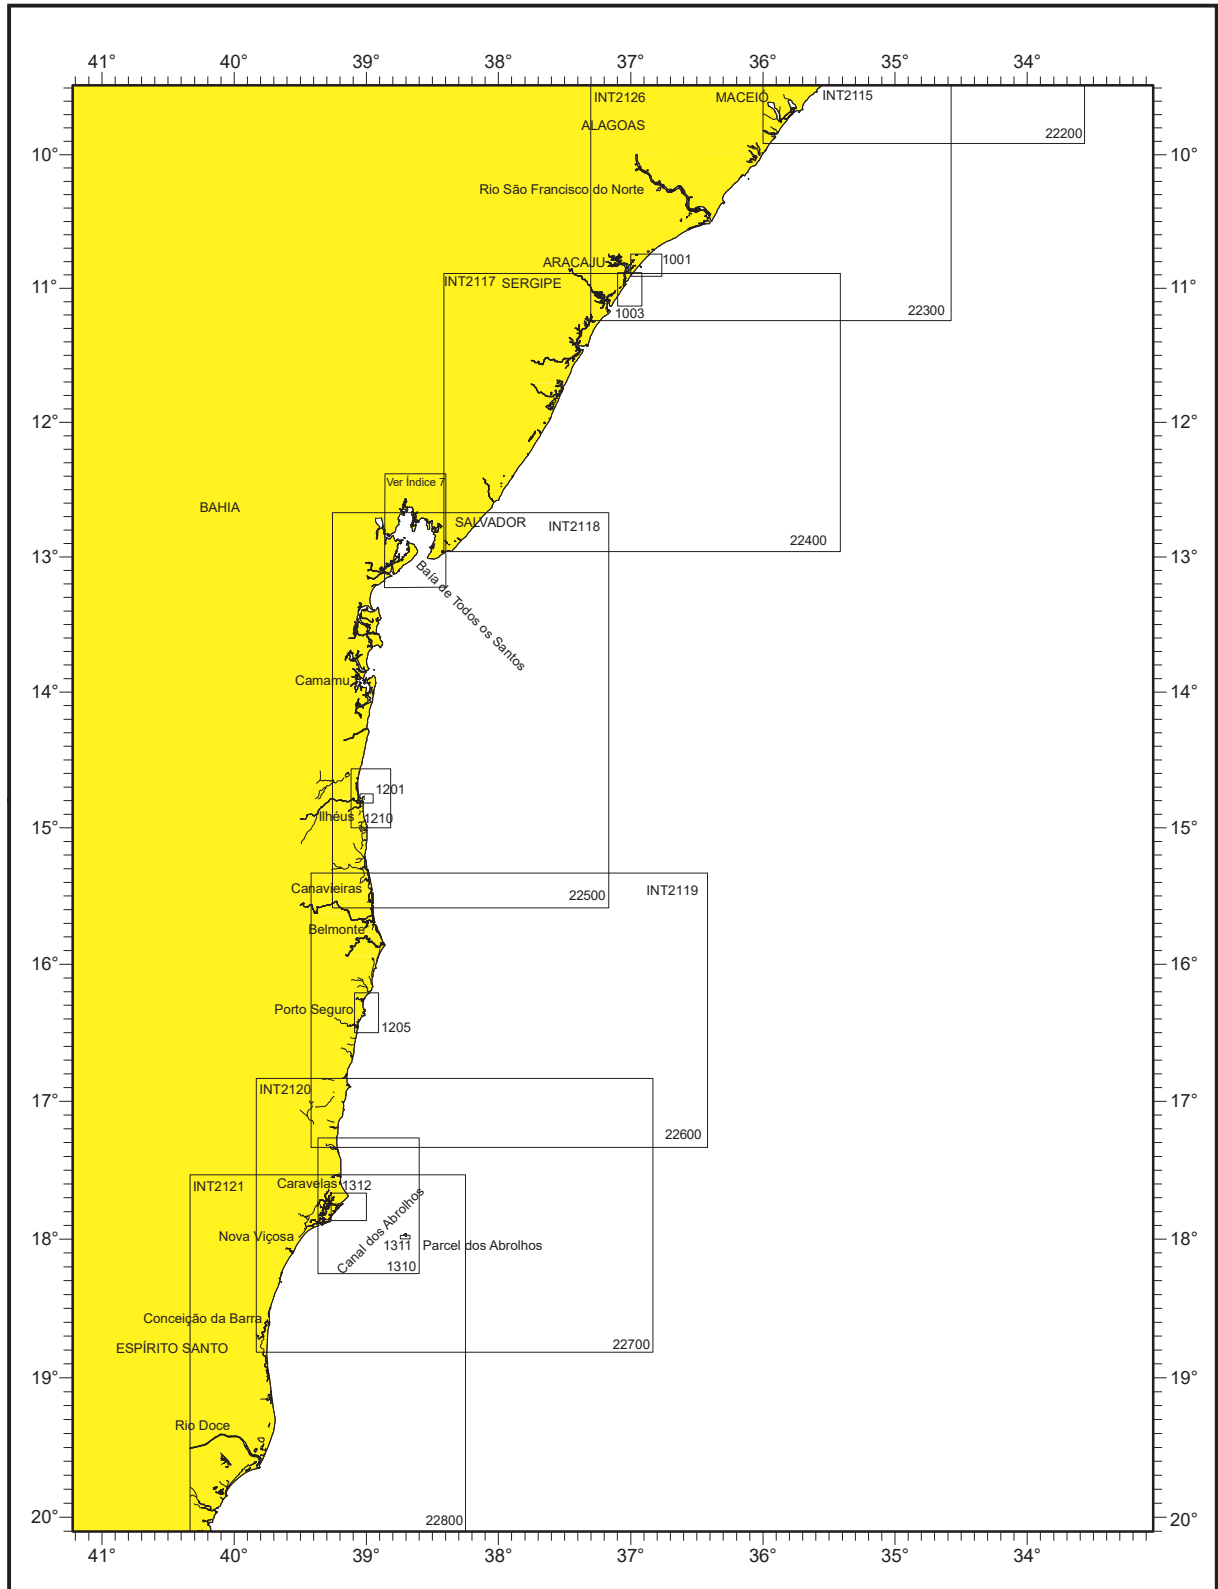 41° 40° 39° 38° 37° 36° 35° 34°
INT2126 MACEIÓ INT2115
ALAGOAS
22200
10° 10°
Rio São Francisco do Norte
ARACAJU 1001
INT2117 SERGIPE
11° 11°
1003 22300
12° 12°
Ver Índice 7
BAHIA
SALVADOR INT2118
22400
13° 13°
Baía de Todos os Santos
Camamu
14° 14°
1201
Ilhéus 1210
15° 15°
Canavieiras 22500 INT2119
Belmonte
16° 16°
Porto Seguro
1205
INT2120
17° 17°
22600
INT2121 Caravelas 1312
Canal dos Abrolhos
Nova Viçosa
18° 18°
1311 Parcel dos Abrolhos
1310
Conceição da Barra
ESPÍRITO SANTO 22700
19° 19°
Rio Doce
22800
20° 20°
41° 40° 39° 38° 37° 36° 35° 34°